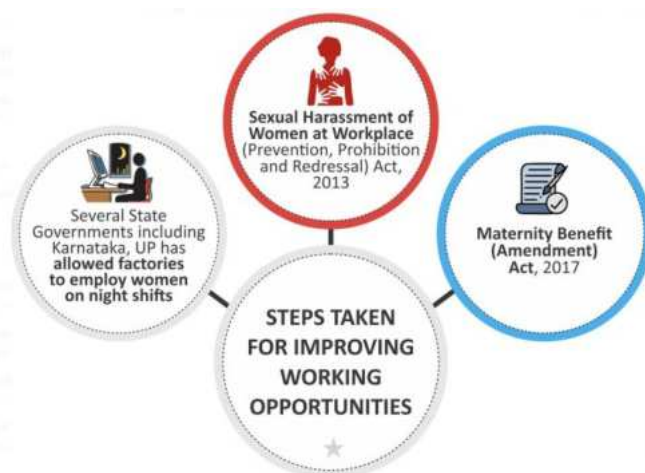 Sexual Harassment of
Women at Workplace
(Prevention, Prohibition
and Redressal) Act,
2013
Several State
Governments including
Karnataka, UP has
allowed factories
to employ women
on night shifts
Maternity Benefit
(Amendment)
Act, 2017
STEPS TAKEN
FOR IMPROVING
WORKING
OPPORTUNITIES